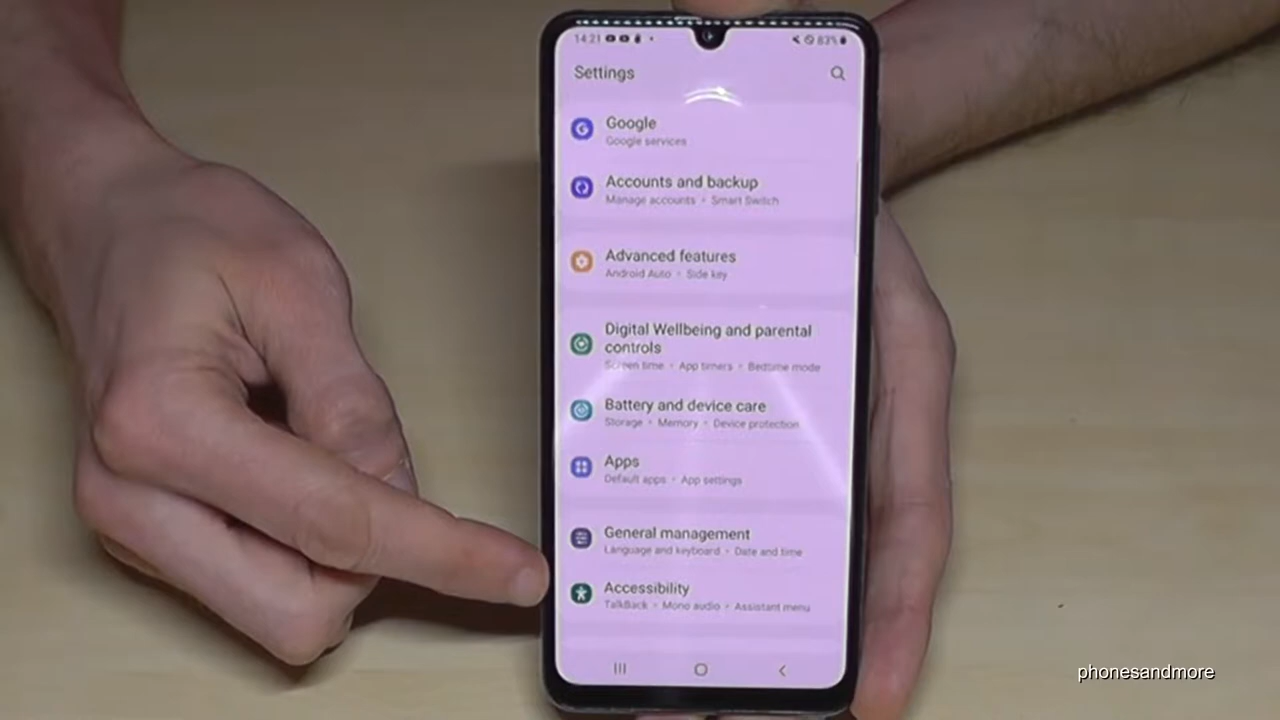 14:21
83%
Settings
Google
Google services
Accounts and backup
Manage accounts • Smart Switch
Advanced features
Android Auto • Side key
Digital Wellbeing and parental
controls
Screen time • App timers • Bedtime mode
Battery and device care
Storage • Memory • Device protection
Apps
Default apps • App settings
General management
Language and keyboard • Date and time
Accessibility
TalkBack • Mono audio • Assistant menu
phonesandmore